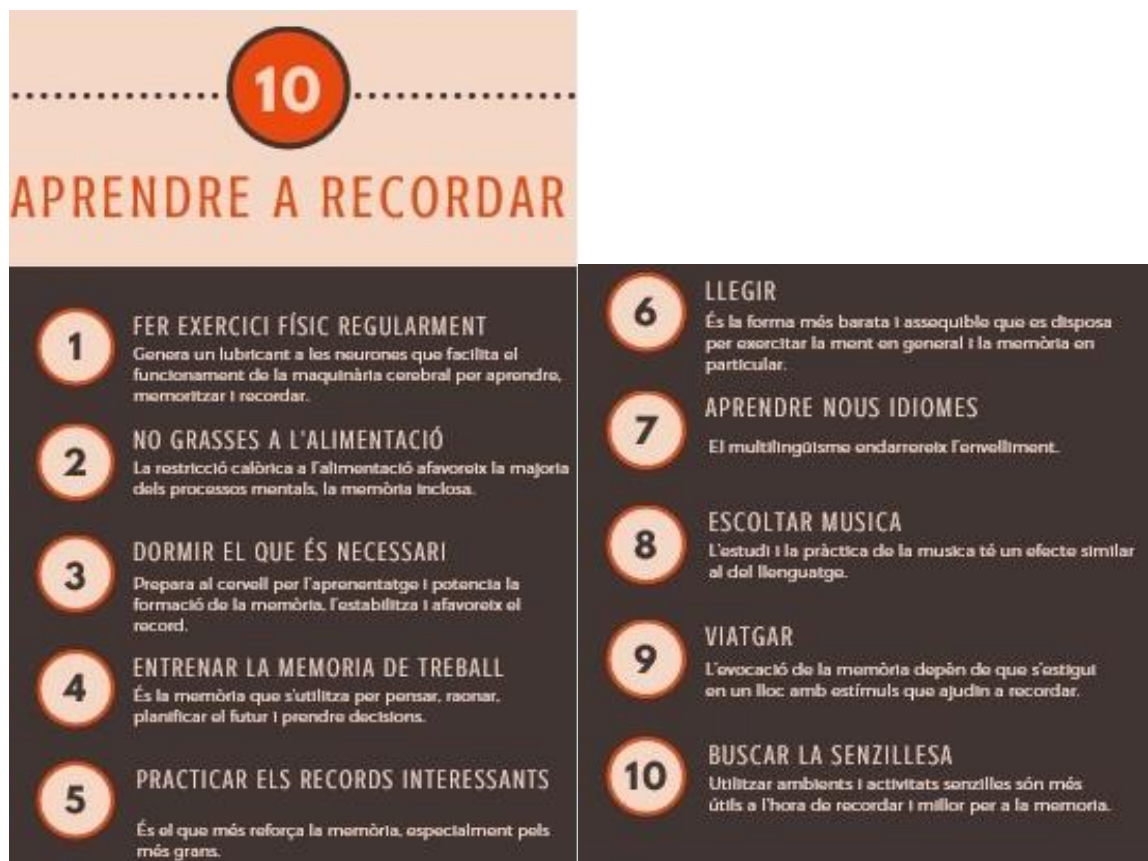 10
APRENDRE A RECORDAR
1
FER EXERCICI FÍSIC REGULARMENT
Genera un lubricant a les neurones que facilita el
funcionament de la maquinària cerebral per aprendre,
memoritzar i recordar.
2
NO GRASSES A L'ALIMENTACIÓ
La restricció calòrica a l'alimentació afavoreix la majoria
dels processos mentals, la memòria inclosa.
3
DORMIR EL QUE ÉS NECESSARI
Prepara al cervell per l'aprenentatge i potencia la
formació de la memòria, l'estabilitza i afavoreix el
record.
4
ENTRENAR LA MEMORIA DE TREBALL
És la memòria que s'utilitza per pensar, raonar,
planificar el futur i prendre decisions.
5
PRACTICAR ELS RECORDS INTERESSANTS
És el que més reforça la memòria, especialment pels
més grans.
6
LLEGIR
És la forma més barata i assequible que es disposa
per exercitar la ment en general i la memòria en
particular.
7
APRENDRE NOUS IDIOMES
El multilingüisme endarrereix l'envelliment.
8
ESCOLTAR MUSICA
L'estudi i la pràctica de la musica té un efecte similar
al del llenguatge.
9
VIATGAR
L'evocació de la memòria depèn de que s'estigui
en un lloc amb estímuls que ajudin a recordar.
10
BUSCAR LA SENZILLESA
Utilitzar ambients i activitats senzilles són més
útils a l'hora de recordar i millor per a la memoria.